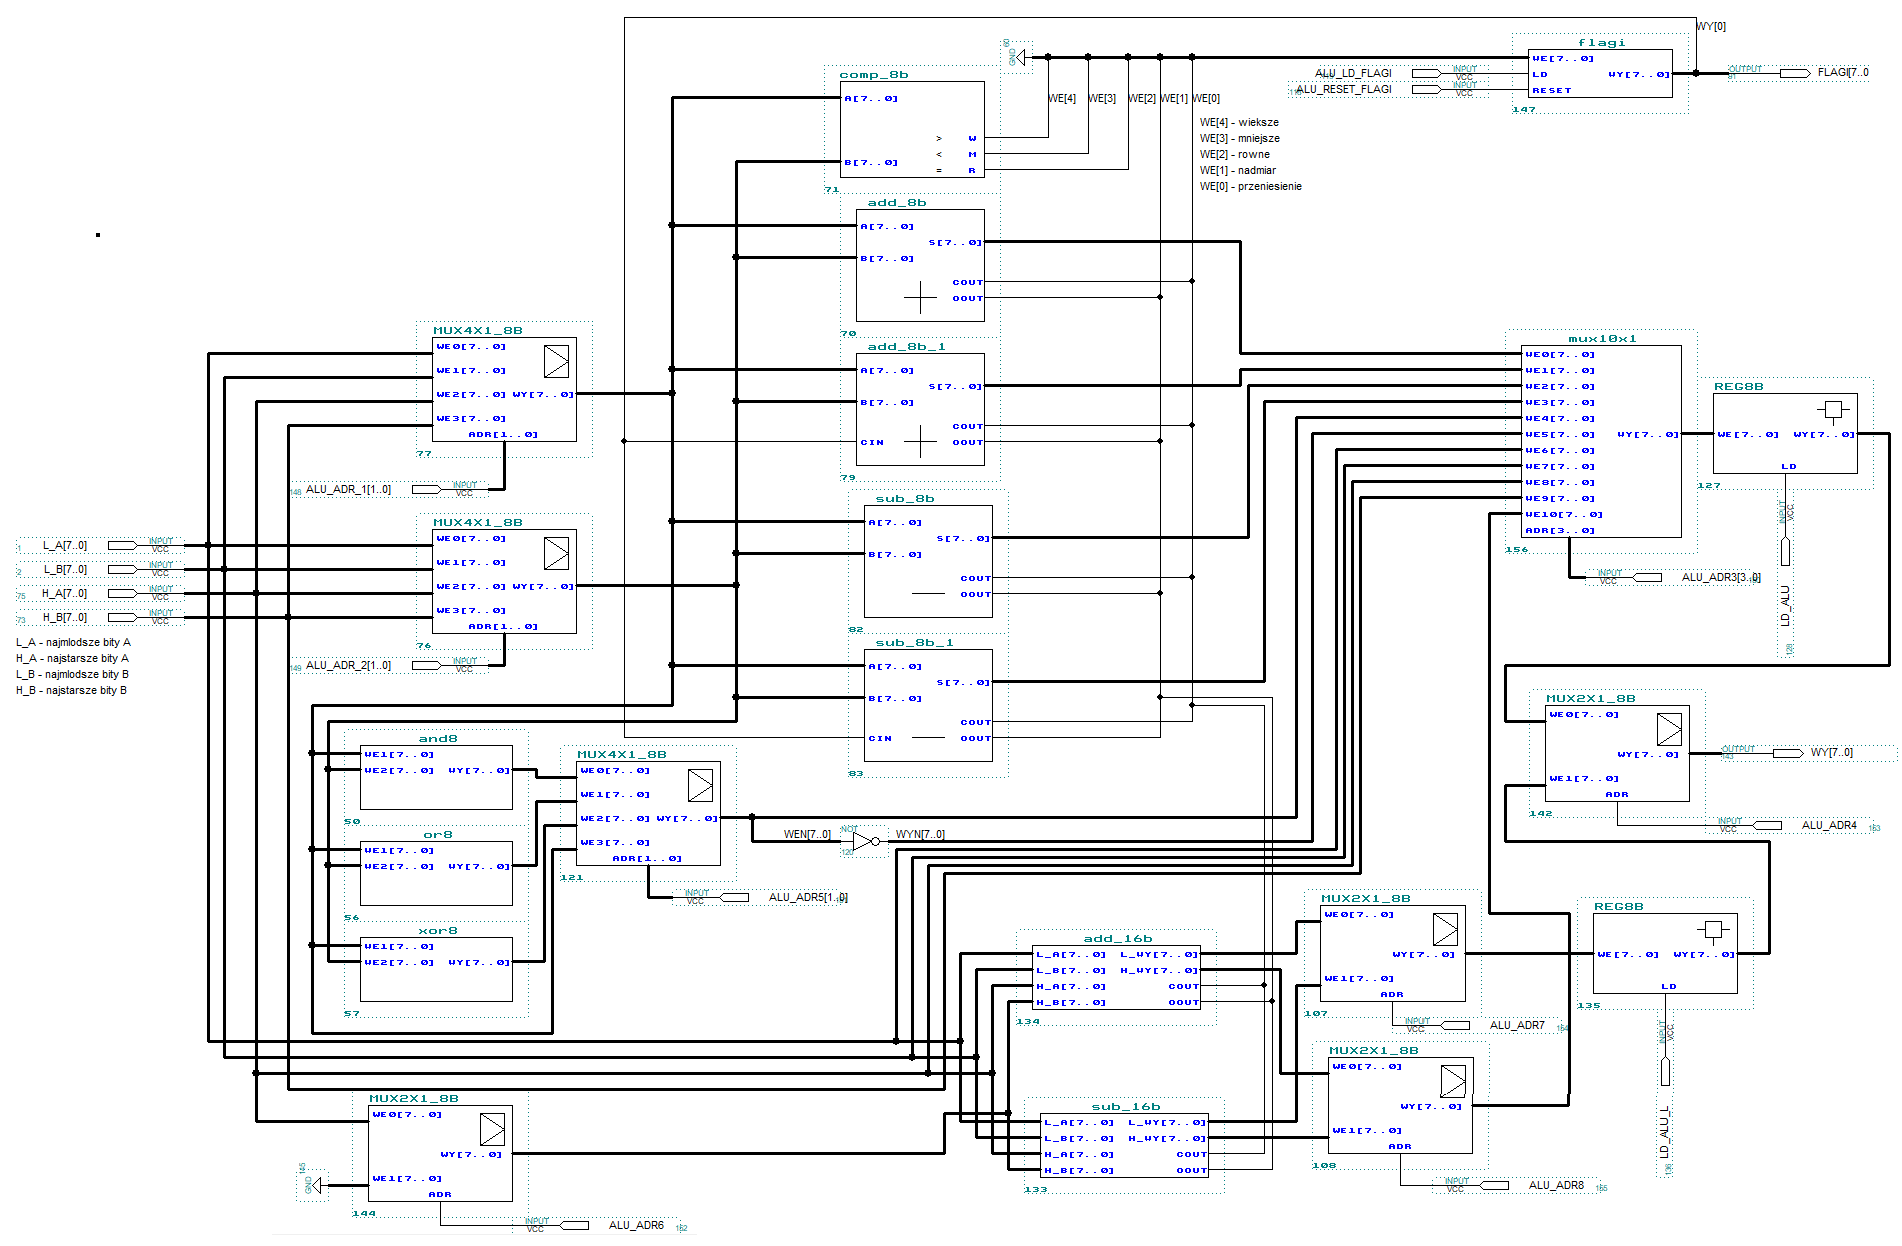 WY[0]
flagi
WE[7..0]
LD
WY[7..0]
RESET
147
ALU_LD_FLAGI
INPUT
VCC
ALU_RESET_FLAGI
INPUT
VCC
OUTPUT
FLAGI[7..0
GND
comp_8b
A[7..0]
B[7..0]
> W
< M
= R
71
WE[4]
WE[3]
WE[2]
WE[1]
WE[0]
WE[4] - wieksze
WE[3] - mniejsze
WE[2] - rowne
WE[1] - nadmiar
WE[0] - przeniesienie
add_8b
A[7..0]
S[7..0]
B[7..0]
COUT
OOUT
70
add_8b_1
A[7..0]
S[7..0]
B[7..0]
COUT
CIN
OOUT
79
sub_8b
A[7..0]
S[7..0]
B[7..0]
COUT
OOUT
82
sub_8b_1
A[7..0]
S[7..0]
B[7..0]
COUT
CIN
OOUT
83
MUX4X1_8B
WE0[7..0]
WE1[7..0]
WE2[7..0] WY[7..0]
WE3[7..0]
ADR[1..0]
77
148
ALU_ADR_1[1..0]
INPUT
VCC
MUX4X1_8B
WE0[7..0]
WE1[7..0]
WE2[7..0] WY[7..0]
WE3[7..0]
ADR[1..0]
76
149
ALU_ADR_2[1..0]
INPUT
VCC
1
L_A[7..0]
INPUT
VCC
2
L_B[7..0]
INPUT
VCC
75
H_A[7..0]
INPUT
VCC
73
H_B[7..0]
INPUT
VCC
L_A - najmlodsze bity A
H_A - najstarsze bity A
L_B - najmlodsze bity B
H_B - najstarsze bity B
mux10x1
WE0[7..0]
WE1[7..0]
WE2[7..0]
WE3[7..0]
WE4[7..0]
WE5[7..0]
WY[7..0]
WE6[7..0]
WE7[7..0]
WE8[7..0]
WE9[7..0]
WE10[7..0]
ADR[3..0]
156
INPUT
VCC
ALU_ADR3[3..0]
REG8B
WE[7..0] WY[7..0]
LD
127
INPUT
VCC
LD_ALU
128
MUX2X1_8B
WE0[7..0]
WY[7..0]
WE1[7..0]
ADR
142
OUTPUT
143
WY[7..0]
INPUT
VCC
ALU_ADR4
and8
WE1[7..0]
WE2[7..0] WY[7..0]
50
or8
WE1[7..0]
WE2[7..0] WY[7..0]
56
xor8
WE1[7..0]
WE2[7..0] WY[7..0]
57
MUX4X1_8B
WE0[7..0]
WE1[7..0]
WE2[7..0] WY[7..0]
WE3[7..0]
ADR[1..0]
121
INPUT
VCC
ALU_ADR5[1..0]
WEN[7..0]
NOT
120
WYN[7..0]
add_16b
L_A[7..0] L_WY[7..0]
L_B[7..0] H_WY[7..0]
H_A[7..0] COUT
H_B[7..0] OOUT
134
sub_16b
L_A[7..0] L_WY[7..0]
L_B[7..0] H_WY[7..0]
H_A[7..0] COUT
H_B[7..0] OOUT
133
MUX2X1_8B
WE0[7..0]
WY[7..0]
WE1[7..0]
ADR
107
INPUT
VCC
ALU_ADR7
MUX2X1_8B
WE0[7..0]
WY[7..0]
WE1[7..0]
ADR
108
INPUT
VCC
ALU_ADR8
REG8B
WE[7..0] WY[7..0]
LD
135
INPUT
VCC
LD_ALU_L
136
MUX2X1_8B
WE0[7..0]
WY[7..0]
WE1[7..0]
ADR
144
GND
145
INPUT
VCC
ALU_ADR6